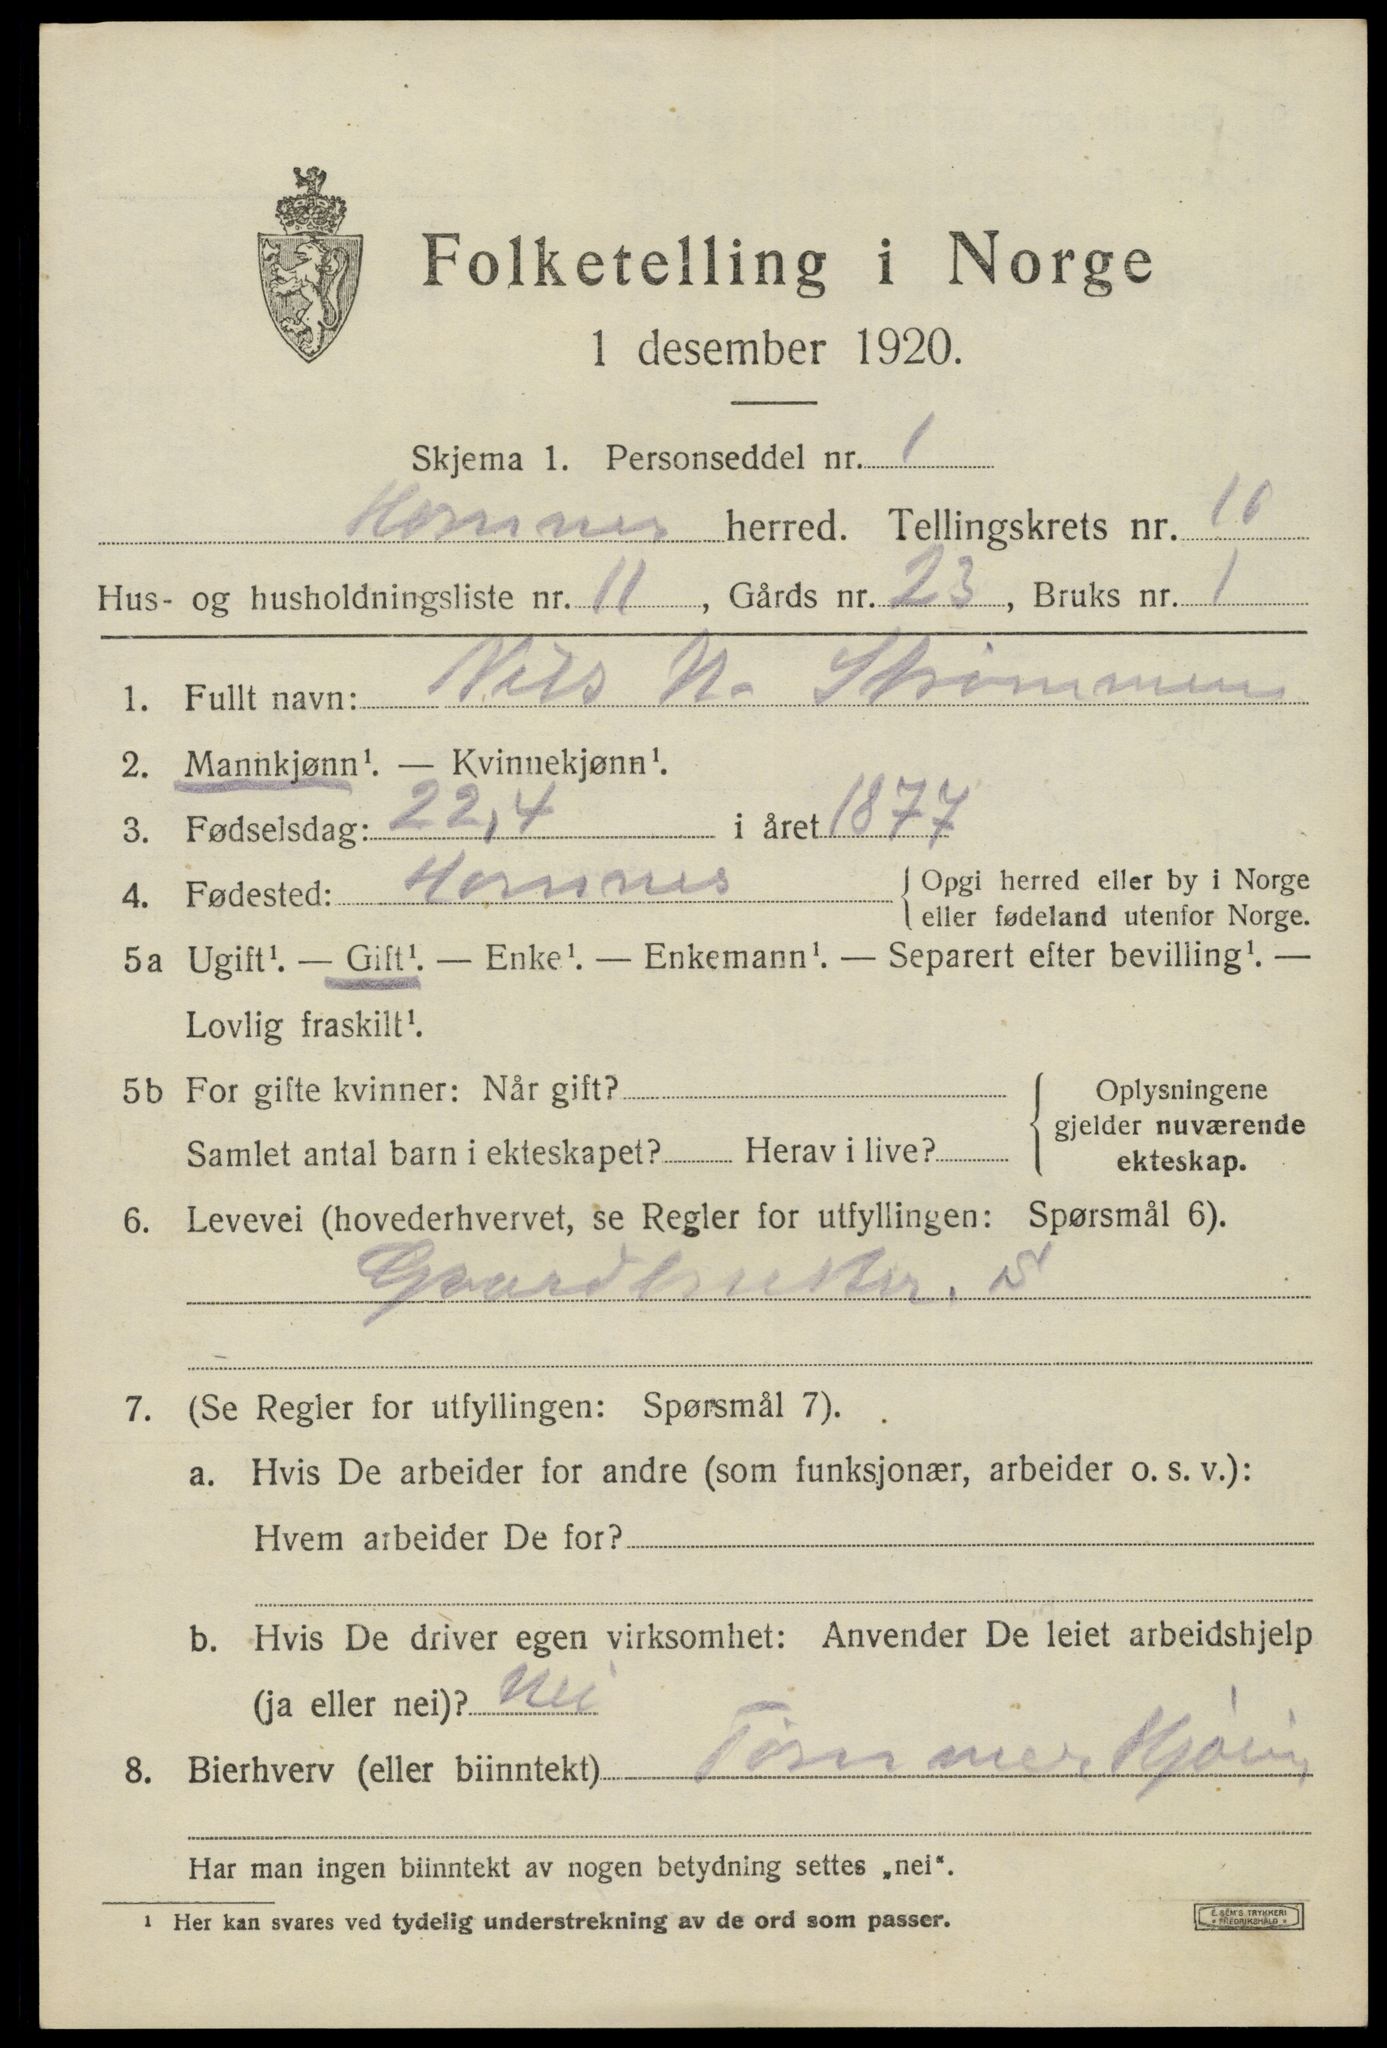 Folketelling i Norge
1 desember 1920.
Skjema 1. Personseddel nr. 1
Hornnes herred. Tellingskrets nr. 10
Hus- og husholdningsliste nr. 11, Gårds nr. 23, Bruks nr. 1
1. Fullt navn: Nils N. Strømmen
2. Mannkjønn¹. — Kvinnekjønn¹.
3. Fødselsdag: 22,4 i året 1877
4. Fødested: Hornnes { Opgi herred eller by i Norge
eller fødeland utenfor Norge.
5a Ugift¹. — Gift¹. — Enke¹. — Enkemann¹. — Separert efter bevilling¹. —
Lovlig fraskilt¹.
5b For gifte kvinner: Når gift?
Samlet antal barn i ekteskapet? Herav i live?
{ Oplysningene
gjelder nuværende
ekteskap.
6. Levevei (hovederhvervet, se Regler for utfyllingen: Spørsmål 6).
Gaardbruker. S
7. (Se Regler for utfyllingen: Spørsmål 7).
a. Hvis De arbeider for andre (som funksjonær, arbeider o. s. v.):
Hvem arbeider De for?
b. Hvis De driver egen virksomhet: Anvender De leiet arbeidshjelp
(ja eller nei)? Nei
8. Bierhverv (eller biinntekt) Tømmer,
Har man ingen biinntekt av nogen betydning settes „nei“.
¹ Her kan svares ved tydelig understrekning av de ord som passer.
E. SEM'S TRYKKERI
* FREDRIKSHALD *